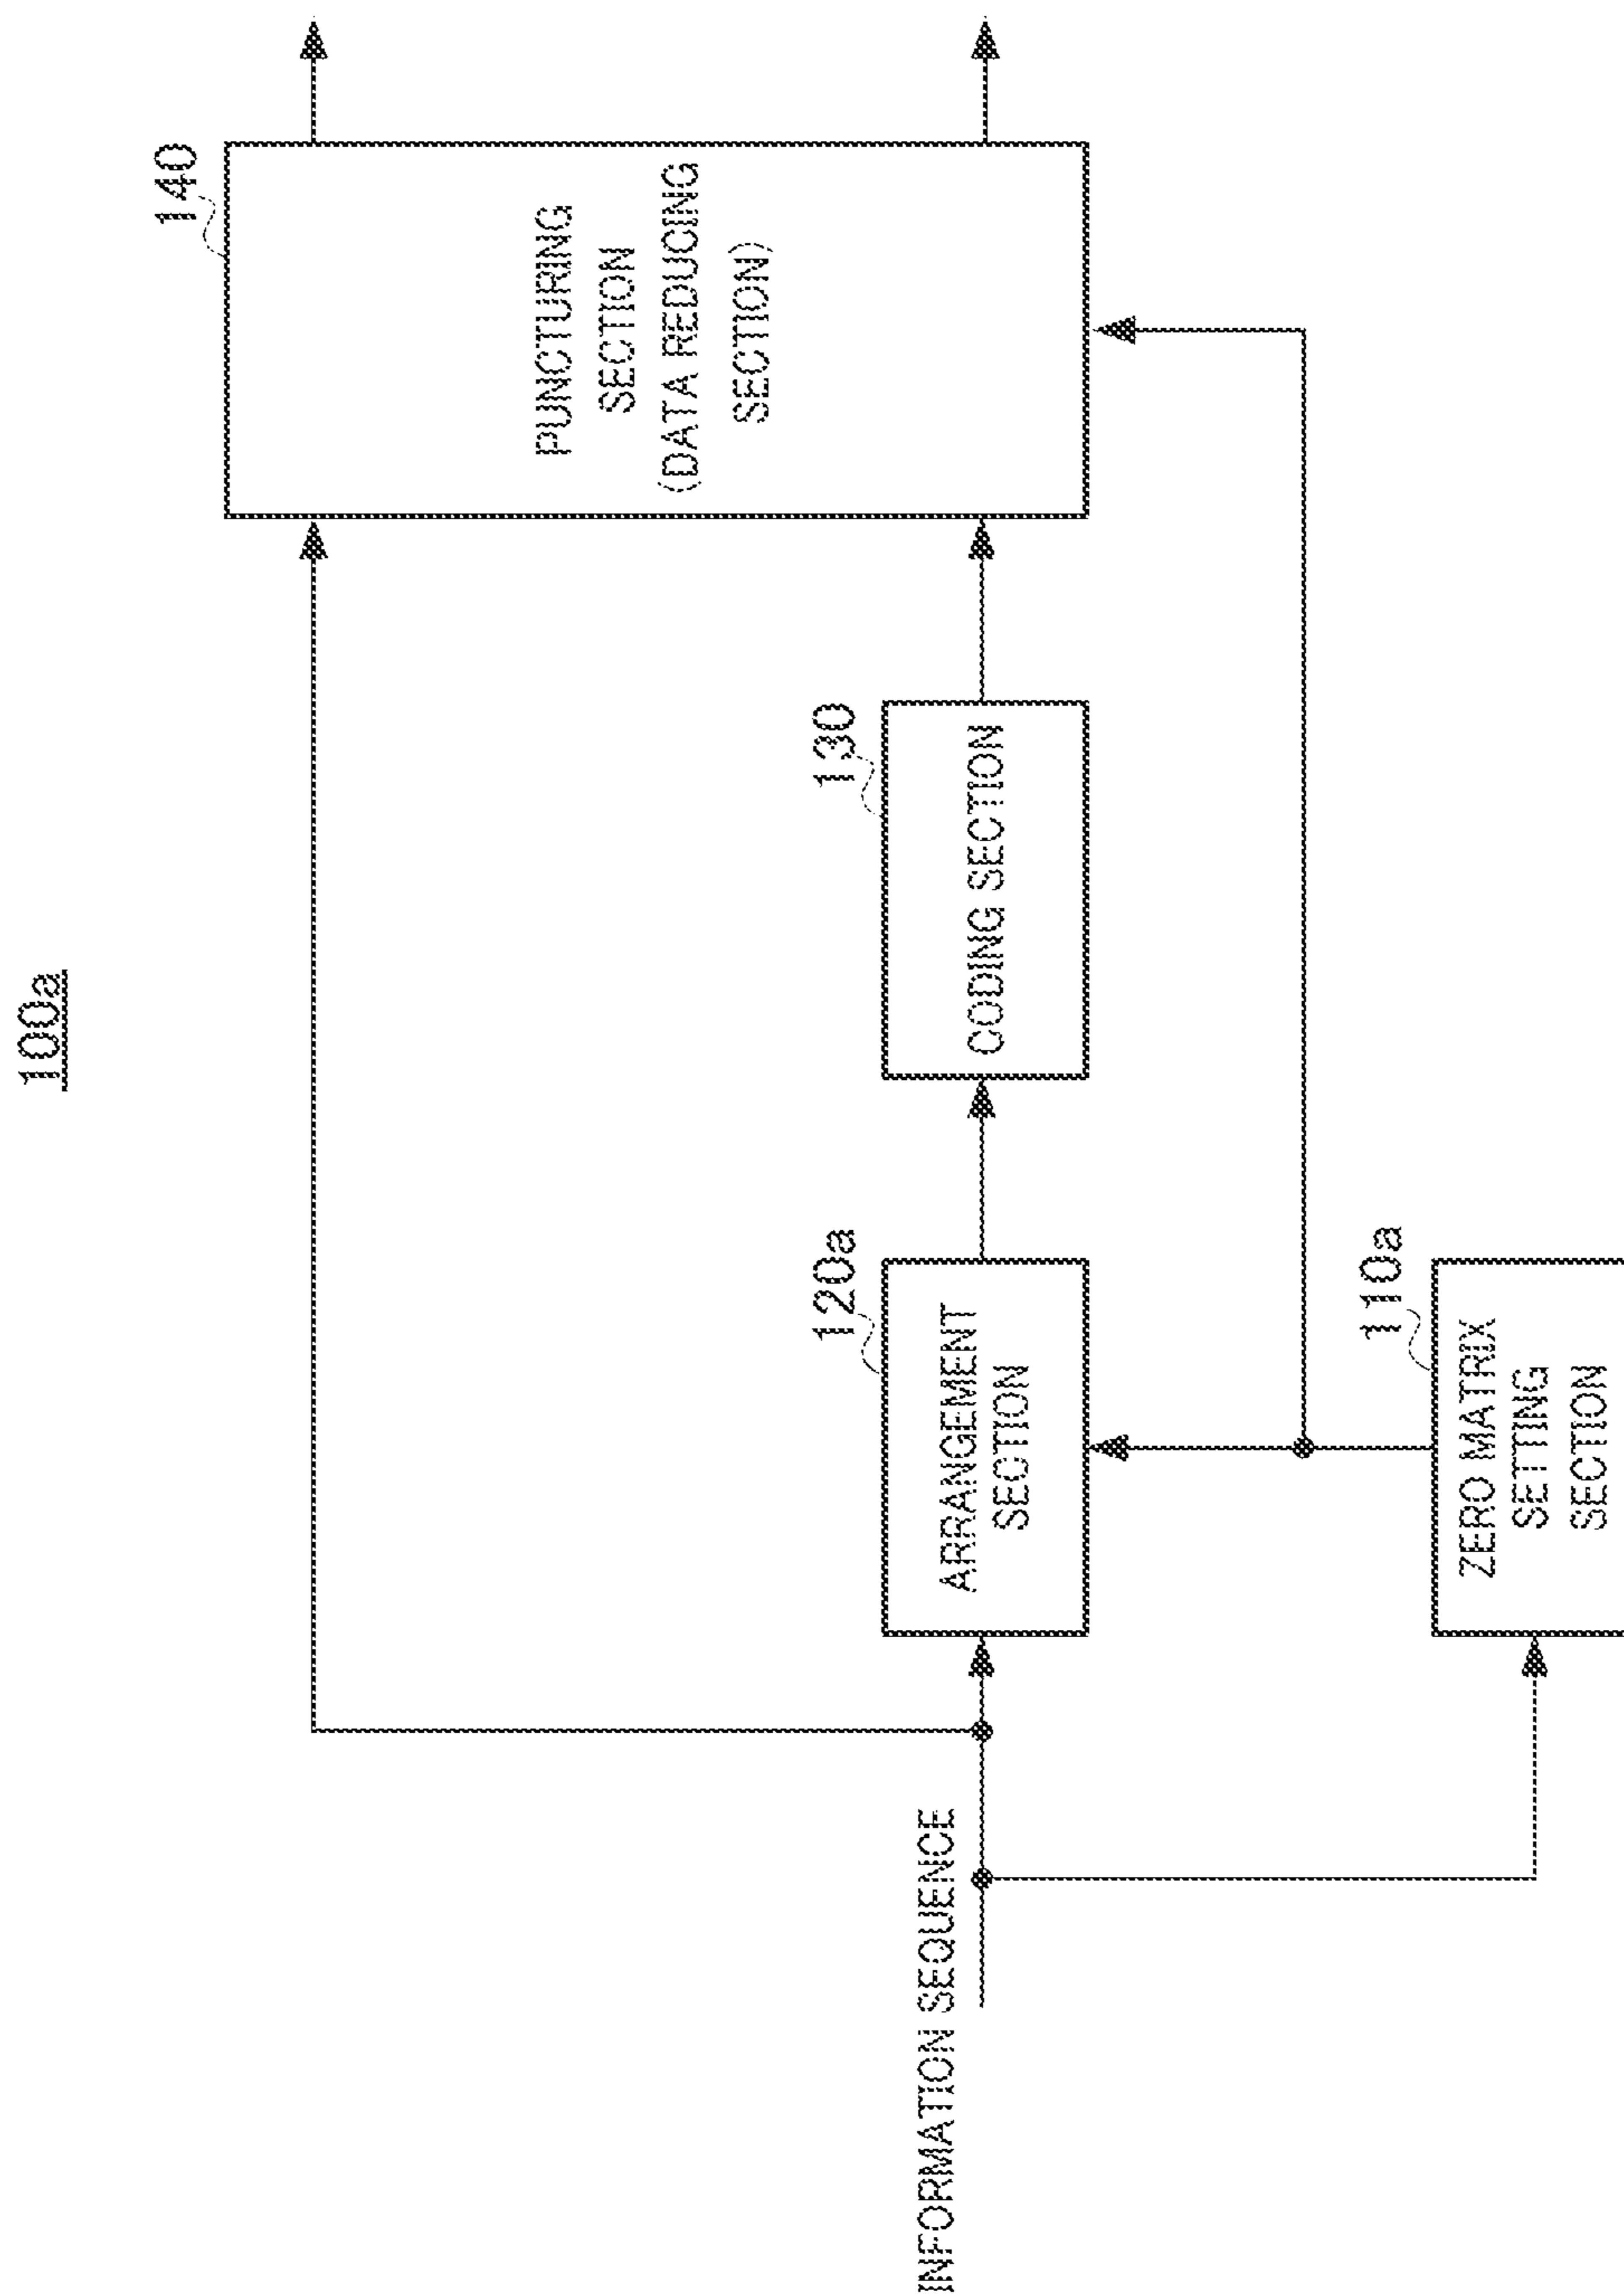 100a
140
PUNCTURING
SECTION
(DATA REDUCING
SECTION)
130
CODING SECTION
120a
ARRANGEMENT
SECTION
INFORMATION SEQUENCE
110a
ZERO MATRIX
SETTING
SECTION